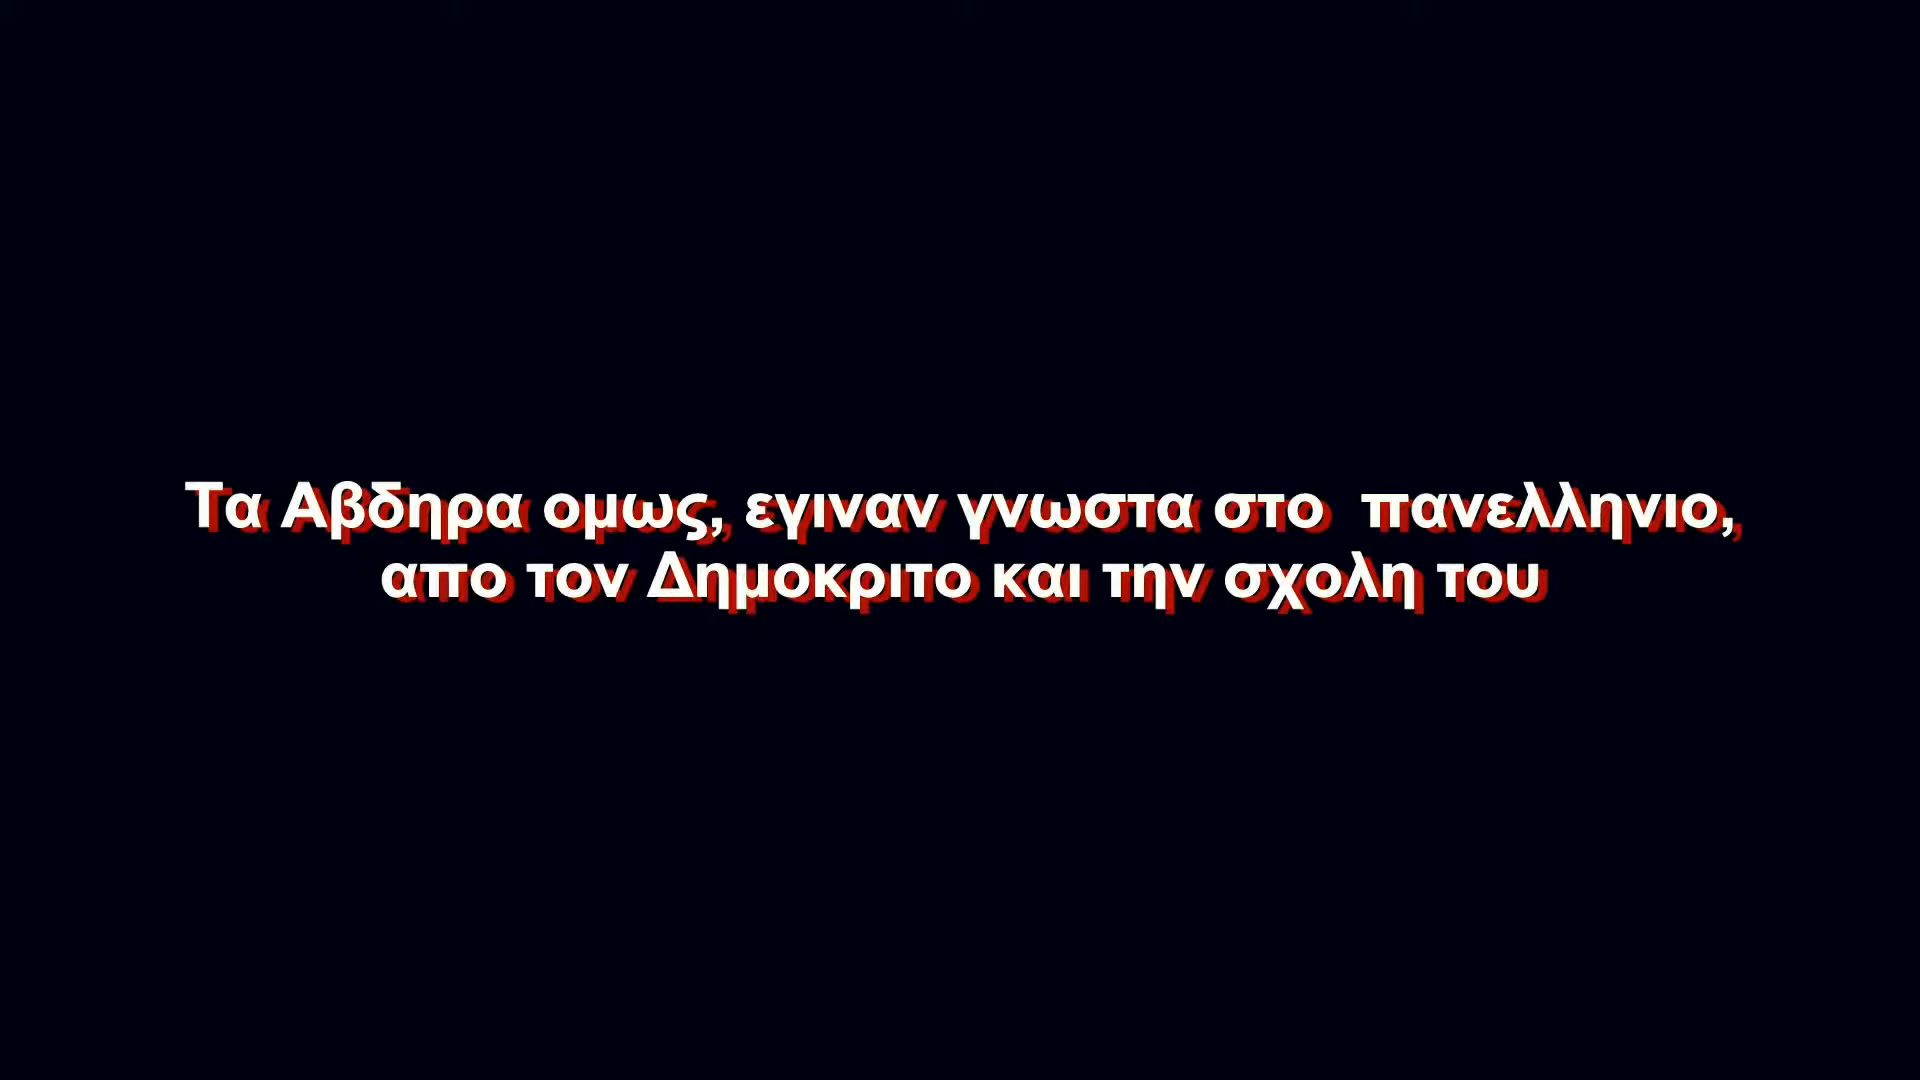 Τα Αβδηρα ομως, εγιναν γνωστα στο  πανελληνιο,
απο τον Δημοκριτο και την σχολη του